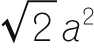 √2 a²